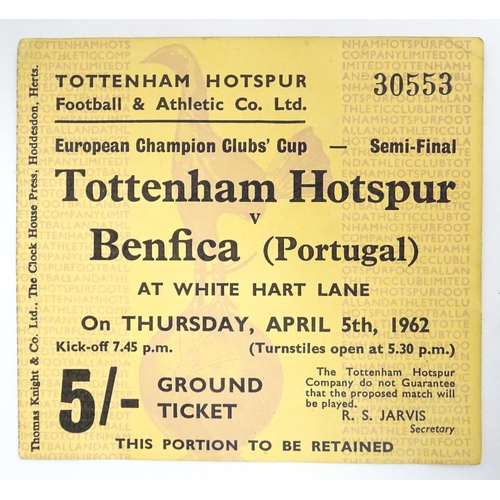 TOTTENHAM HOTSPUR
Football & Athletic Co. Ltd.
30553
European Champion Clubs' Cup — Semi-Final
Tottenham Hotspur
v
Benfica (Portugal)
AT WHITE HART LANE
On THURSDAY, APRIL 5th, 1962
Kick-off 7.45 p.m. (Turnstiles open at 5.30 p.m.)
5/- GROUND
TICKET
The Tottenham Hotspur
Company do not Guarantee
that the proposed match will
be played.
R. S. JARVIS
Secretary
THIS PORTION TO BE RETAINED
Thomas Knight & Co. Ltd., The Clock House Press, Hoddesdon, Herts.